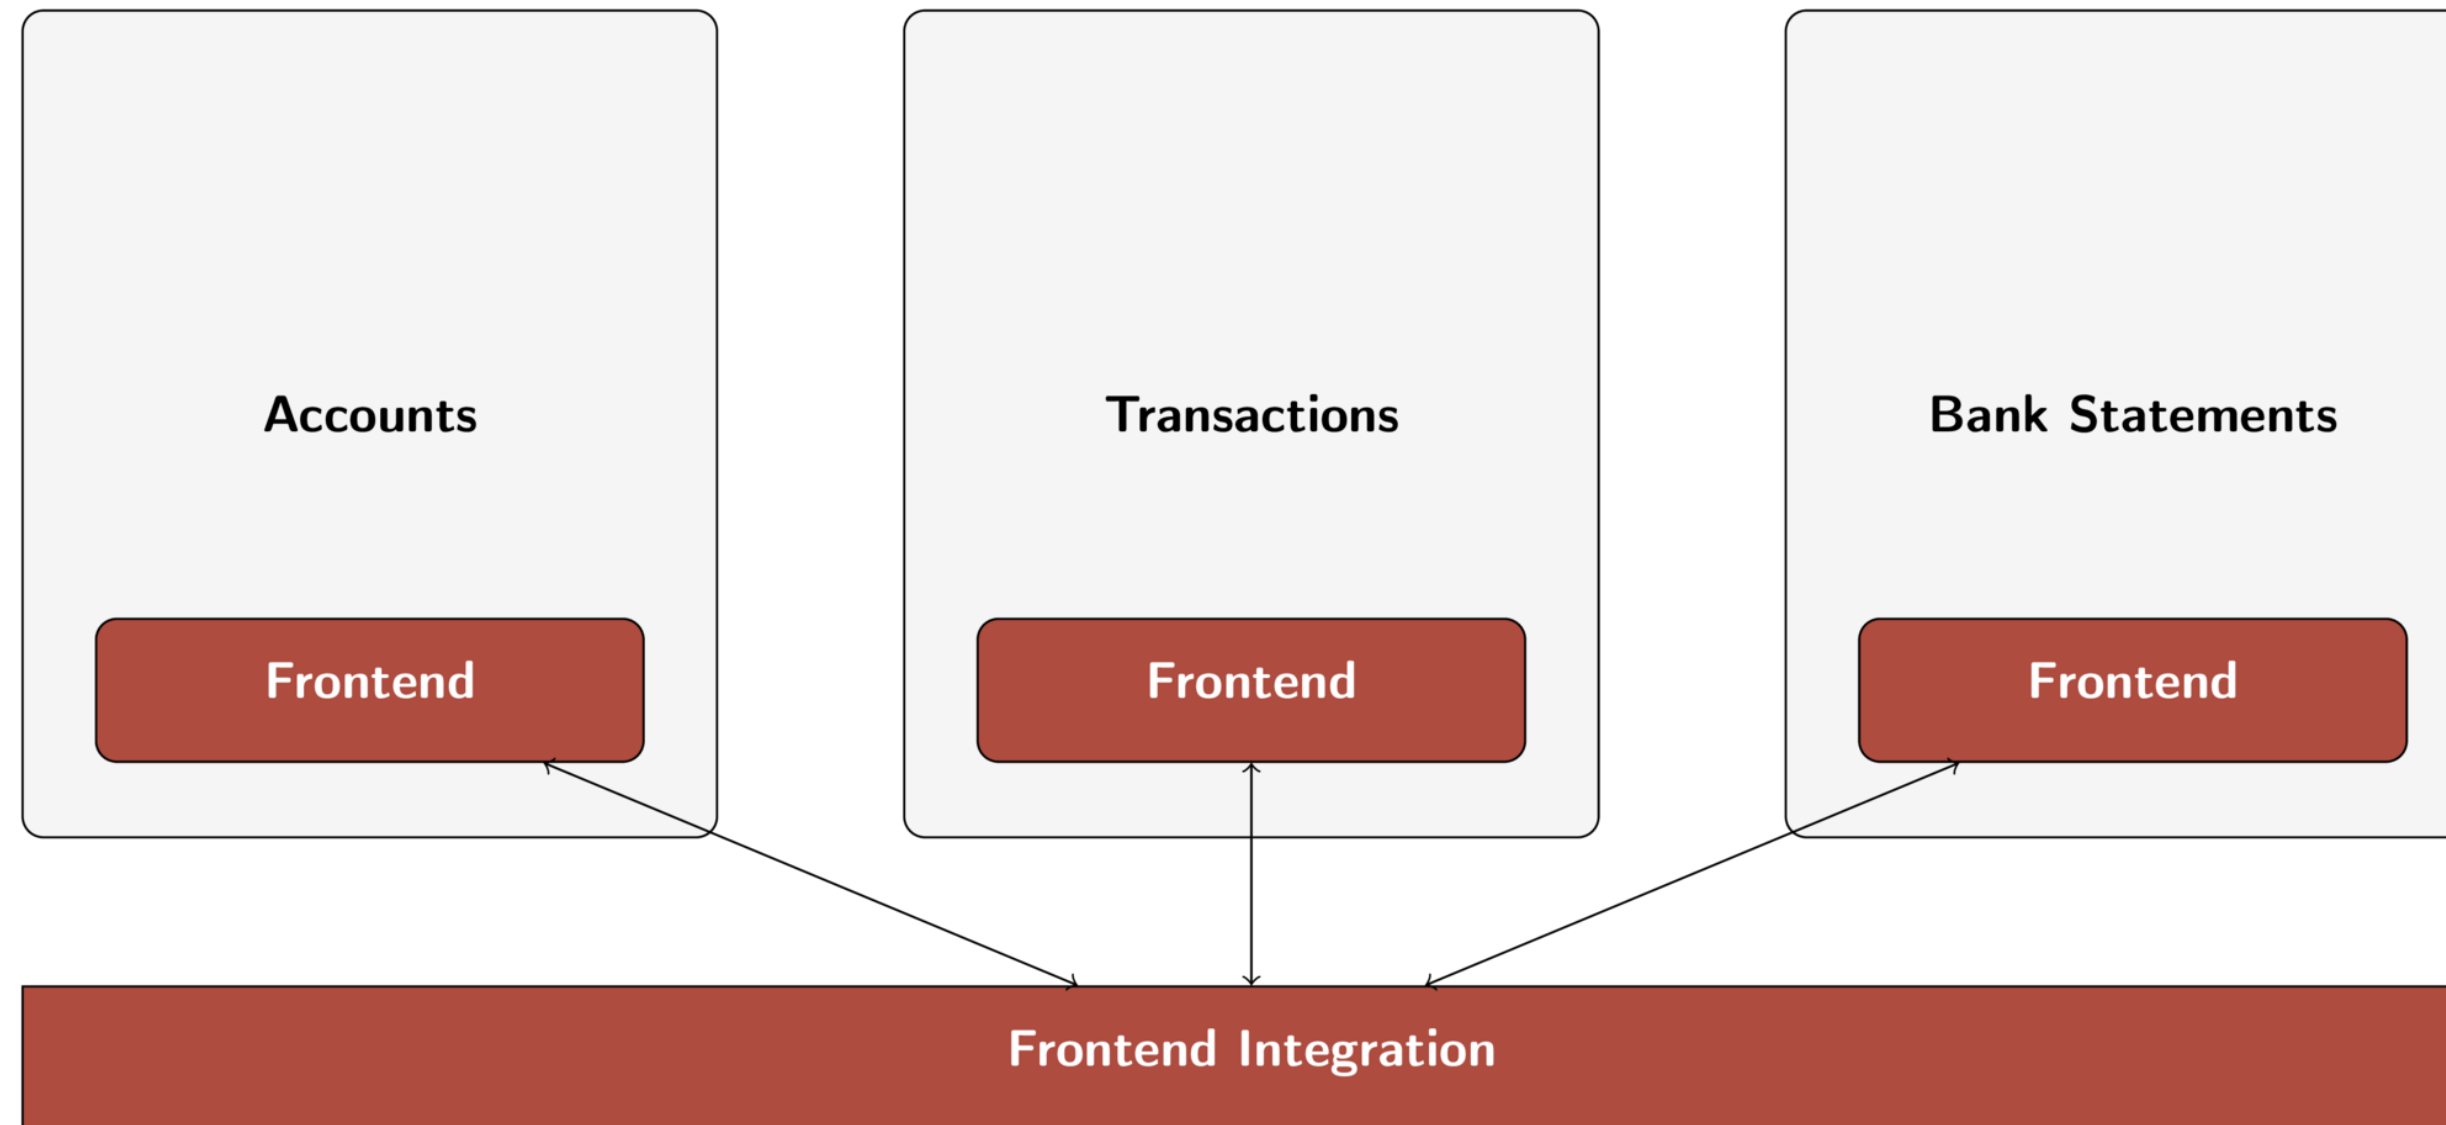 Accounts
Transactions
Bank Statements
Frontend
Frontend
Frontend
Frontend Integration